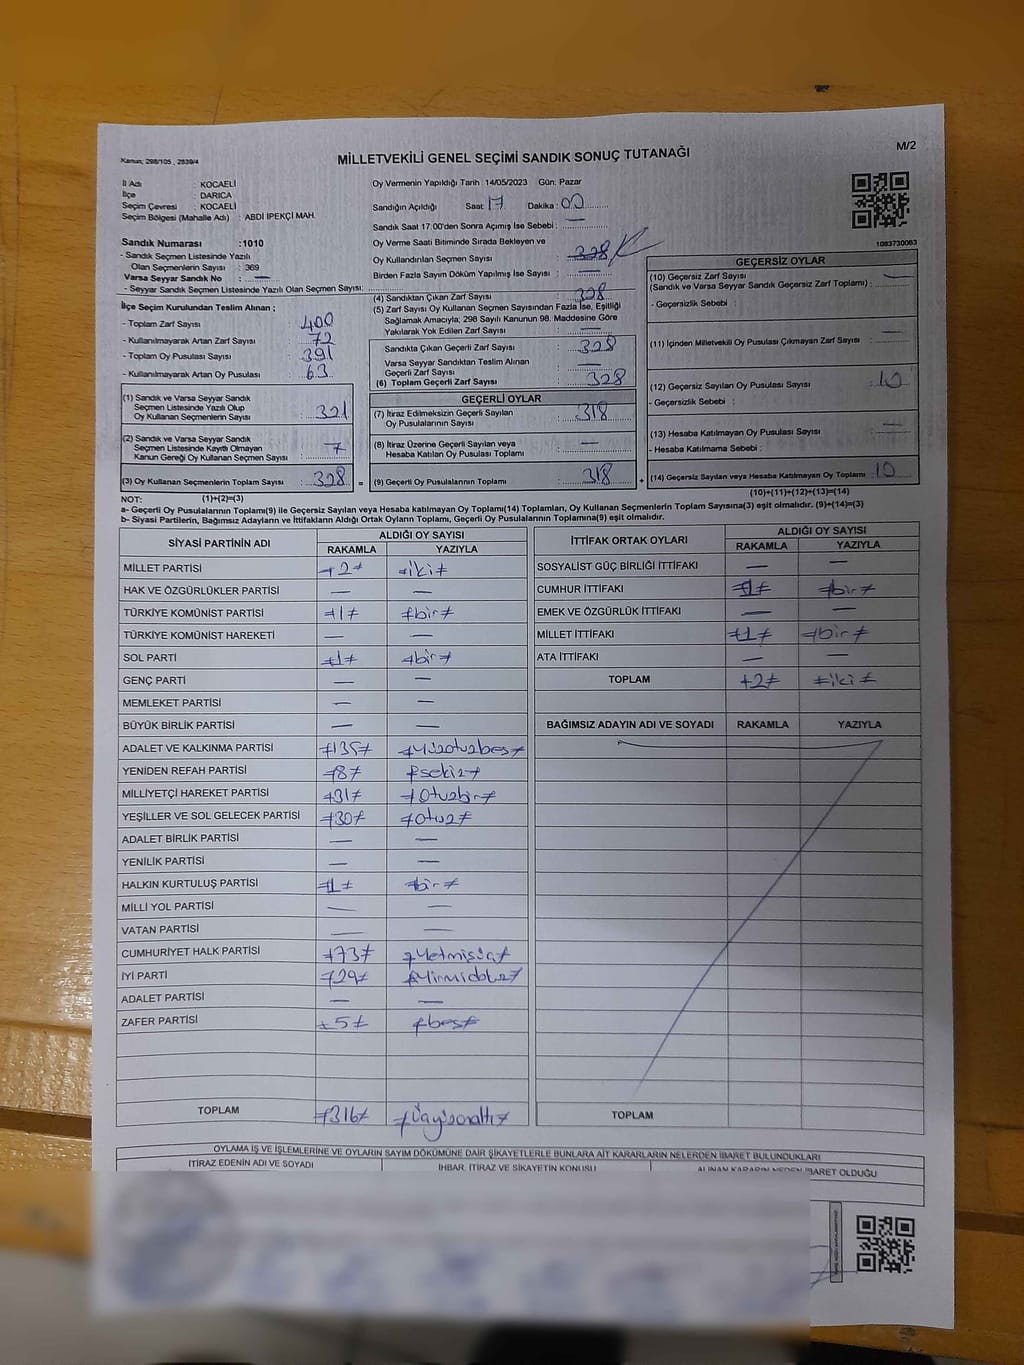 Kanun; 298/105 , 2839/4
MİLLETVEKİLİ GENEL SEÇİMİ SANDIK SONUÇ TUTANAĞI
M/2
İl Adı : KOCAELİ
İlçe : DARICA
Seçim Çevresi : KOCAELİ
Seçim Bölgesi (Mahalle Adı) : ABDİ İPEKÇİ MAH.
Sandık Numarası :1010
- Sandık Seçmen Listesinde Yazılı
Olan Seçmenlerin Sayısı : 369
Varsa Seyyar Sandık No : —
- Seyyar Sandık Seçmen Listesinde Yazılı Olan Seçmen Sayısı:
İlçe Seçim Kurulundan Teslim Alınan ;
- Toplam Zarf Sayısı : 400
- Kullanılmayarak Artan Zarf Sayısı : 72
- Toplam Oy Pusulası Sayısı : 391
- Kullanılmayarak Artan Oy Pusulası : 63
(1) Sandık ve Varsa Seyyar Sandık
Seçmen Listesinde Yazılı Olup
Oy Kullanan Seçmenlerin Sayısı : 321
(2) Sandık ve Varsa Seyyar Sandık
Seçmen Listesinde Kayıtlı Olmayan
Kanun Gereği Oy Kullanan Seçmen Sayısı : 7
(3) Oy Kullanan Seçmenlerin Toplam Sayısı : 328 =
Oy Vermenin Yapıldığı Tarih :14/05/2023 Gün: Pazar
Sandığın Açıldığı Saat : 17 Dakika : 00
Sandık Saat 17:00'den Sonra Açımış İse Sebebi : —
Oy Verme Saati Bitiminde Sırada Bekleyen ve
Oy Kullandırılan Seçmen Sayısı : 328
Birden Fazla Sayım Döküm Yapılmış İse Sayısı : —
(4) Sandıktan Çıkan Zarf Sayısı : 328
(5) Zarf Sayısı Oy Kullanan Seçmen Sayısından Fazla İse, Eşitliği
Sağlamak Amacıyla; 298 Sayılı Kanunun 98. Maddesine Göre
Yakılarak Yok Edilen Zarf Sayısı : —
Sandıkta Çıkan Geçerli Zarf Sayısı : 328
Varsa Seyyar Sandıktan Teslim Alınan
Geçerli Zarf Sayısı : —
(6) Toplam Geçerli Zarf Sayısı : 328
GEÇERLİ OYLAR
(7) İtiraz Edilmeksizin Geçerli Sayılan
Oy Pusulalarının Sayısı : 318
(8) İtiraz Üzerine Geçerli Sayılan veya
Hesaba Katılan Oy Pusulası Toplamı : —
(9) Geçerli Oy Pusulalarının Toplamı : 318 +
1083730063
GEÇERSİZ OYLAR
(10) Geçersiz Zarf Sayısı
(Sandık ve Varsa Seyyar Sandık Geçersiz Zarf Toplamı) : —
- Geçersizlik Sebebi :
(11) İçinden Milletvekili Oy Pusulası Çıkmayan Zarf Sayısı : —
(12) Geçersiz Sayılan Oy Pusulası Sayısı : 10
- Geçersizlik Sebebi :
(13) Hesaba Katılmayan Oy Pusulası Sayısı : —
- Hesaba Katılmama Sebebi :
(14) Geçersiz Sayılan veya Hesaba Katılmayan Oy Toplamı : 10
NOT: (1)+(2)=(3) (10)+(11)+(12)+(13)=(14)
a- Geçerli Oy Pusulalarının Toplamı(9) ile Geçersiz Sayılan veya Hesaba katılmayan Oy Toplamı(14) Toplamları, Oy Kullanan Seçmenlerin Toplam Sayısına(3) eşit olmalıdır. (9)+(14)=(3)
b- Siyasi Partilerin, Bağımsız Adayların ve İttifakların Aldığı Ortak Oyların Toplamı, Geçerli Oy Pusulalarının Toplamına(9) eşit olmalıdır.
SİYASİ PARTİNİN ADI ALDIĞI OY SAYISI
RAKAMLA YAZIYLA
MİLLET PARTİSİ ≠2≠ ≠iki≠
HAK VE ÖZGÜRLÜKLER PARTİSİ — —
TÜRKİYE KOMÜNİST PARTİSİ ≠1≠ ≠bir≠
TÜRKİYE KOMÜNİST HAREKETİ — —
SOL PARTİ ≠1≠ ≠bir≠
GENÇ PARTİ — —
MEMLEKET PARTİSİ — —
BÜYÜK BİRLİK PARTİSİ — —
ADALET VE KALKINMA PARTİSİ ≠135≠ ≠Yüzotuzbeş≠
YENİDEN REFAH PARTİSİ ≠8≠ ≠sekiz≠
MİLLİYETÇİ HAREKET PARTİSİ ≠31≠ ≠Otuzbir≠
YEŞİLLER VE SOL GELECEK PARTİSİ ≠30≠ ≠Otuz≠
ADALET BİRLİK PARTİSİ — —
YENİLİK PARTİSİ — —
HALKIN KURTULUŞ PARTİSİ ≠1≠ ≠bir≠
MİLLİ YOL PARTİSİ — —
VATAN PARTİSİ — —
CUMHURİYET HALK PARTİSİ ≠73≠ ≠Yetmişüç≠
İYİ PARTİ ≠29≠ ≠Yirmidokuz≠
ADALET PARTİSİ — —
ZAFER PARTİSİ ≠5≠ ≠beş≠
TOPLAM ≠316≠ ≠Üçyüzonaltı≠
İTTİFAK ORTAK OYLARI ALDIĞI OY SAYISI
RAKAMLA YAZIYLA
SOSYALİST GÜÇ BİRLİĞİ İTTİFAKI — —
CUMHUR İTTİFAKI ≠1≠ ≠bir≠
EMEK VE ÖZGÜRLÜK İTTİFAKI — —
MİLLET İTTİFAKI ≠1≠ ≠bir≠
ATA İTTİFAKI — —
TOPLAM ≠2≠ ≠iki≠
BAĞIMSIZ ADAYIN ADI VE SOYADI RAKAMLA YAZIYLA
TOPLAM
OYLAMA İŞ VE İŞLEMLERİNE VE OYLARIN SAYIM DÖKÜMÜNE DAİR ŞİKAYETLERLE BUNLARA AİT KARARLARIN NELERDEN İBARET BULUNDUKLARI
İTİRAZ EDENİN ADI VE SOYADI İHBAR, İTİRAZ VE ŞİKAYETİN KONUSU ALINAN KARARIN NEDEN İBARET OLDUĞU